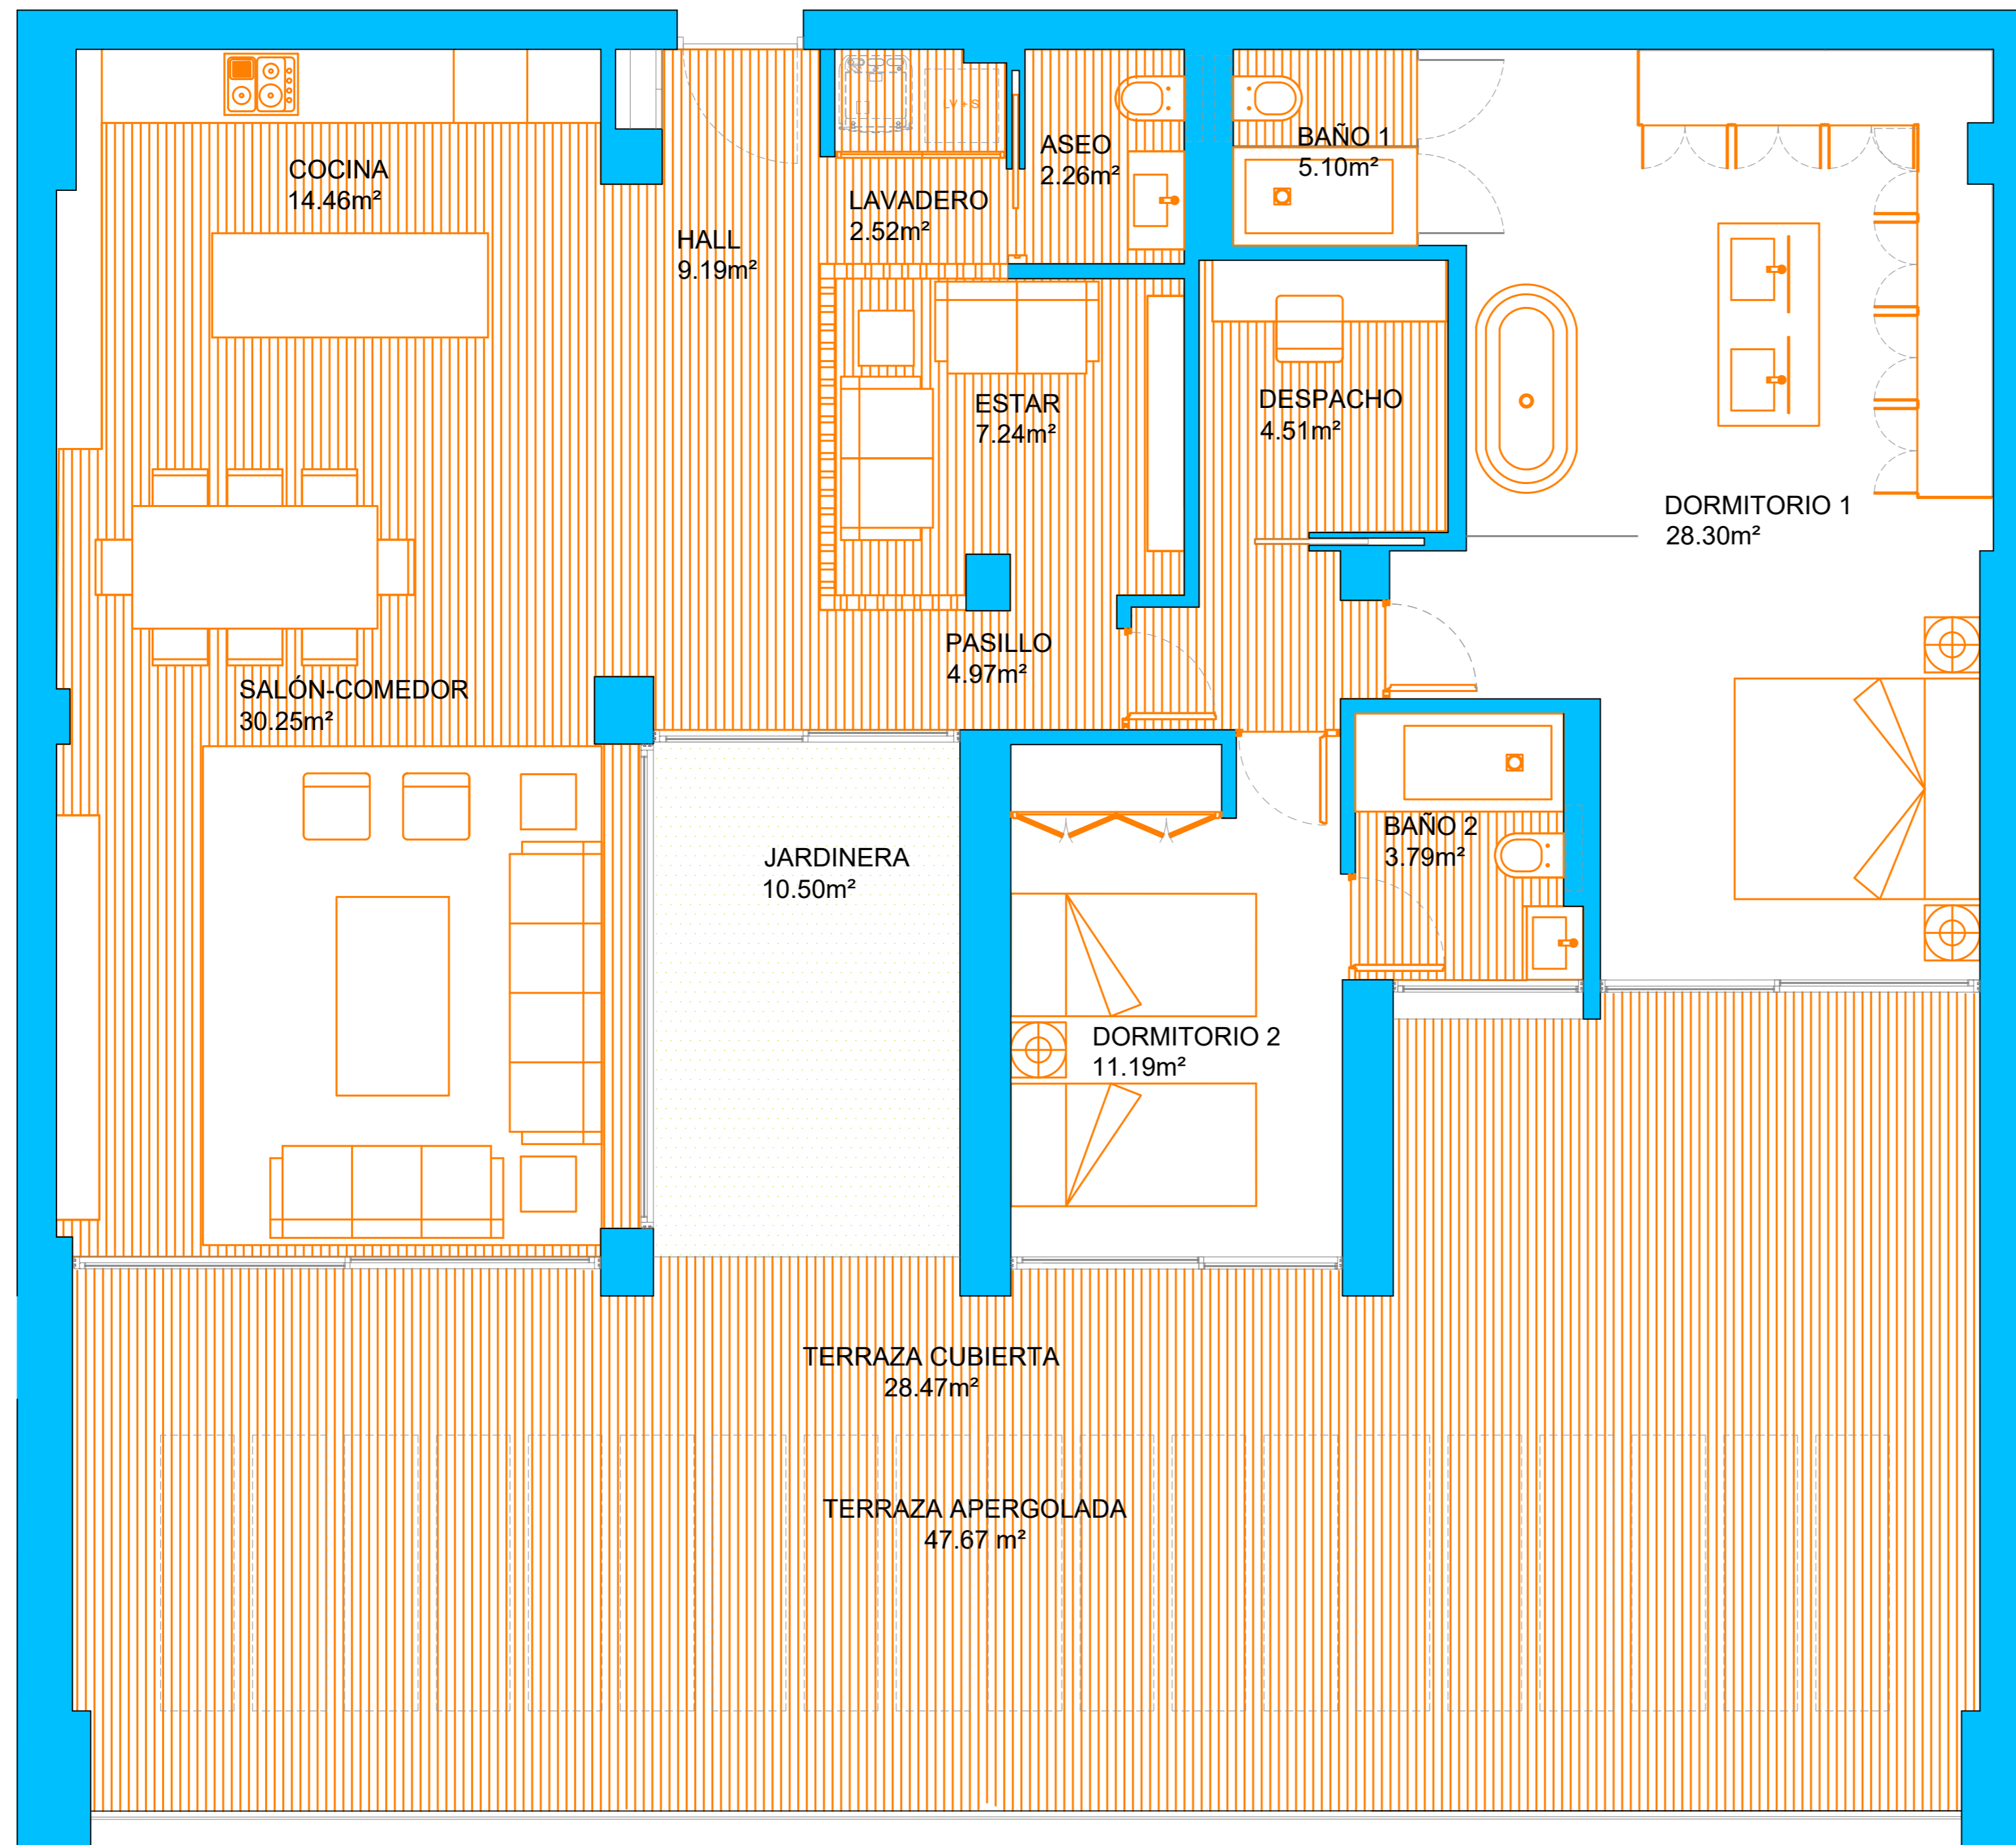 COCINA
14.46m²
HALL
9.19m²
LAVADERO
2.52m²
LV + S
ASEO
2.26m²
BAÑO 1
5.10m²
ESTAR
7.24m²
DESPACHO
4.51m²
DORMITORIO 1
28.30m²
PASILLO
4.97m²
SALÓN-COMEDOR
30.25m²
JARDINERA
10.50m²
BAÑO 2
3.79m²
DORMITORIO 2
11.19m²
TERRAZA CUBIERTA
28.47m²
TERRAZA APERGOLADA
47.67 m²